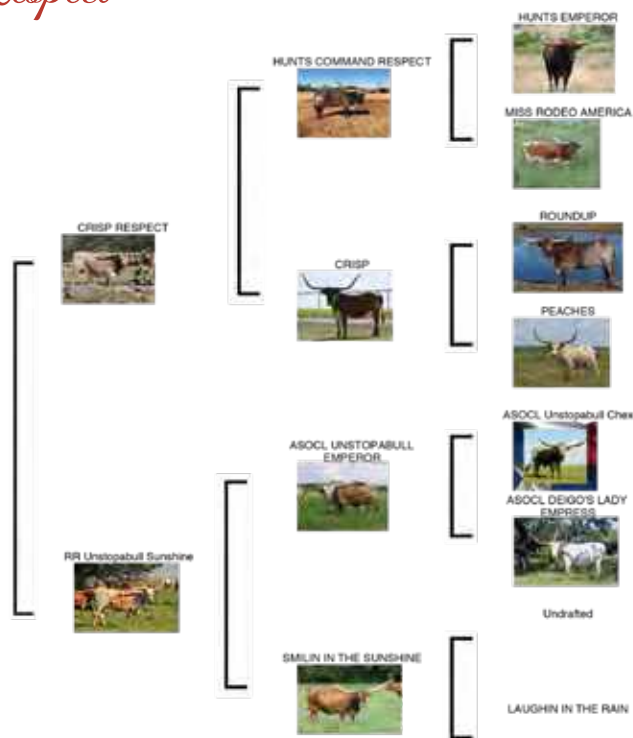 Respect
HUNTS EMPEROR
HUNTS COMMAND RESPECT
MISS RODEO AMERICA
CRISP RESPECT
ROUNDUP
CRISP
PEACHES
ASOCL Unstopabull Chex
ASOCL UNSTOPABULL
EMPEROR
ASOCL DEIGO'S LADY
EMPRESS
RR Unstopabull Sunshine
Undrafted
SMILIN IN THE SUNSHINE
LAUGHIN IN THE RAIN